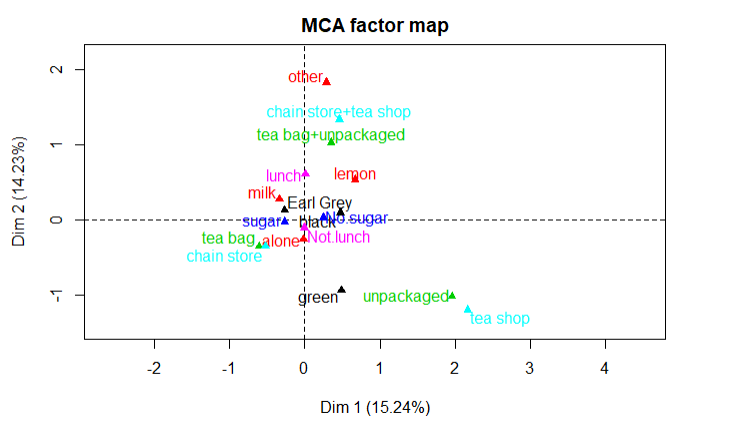 MCA factor map
other
chain store+tea shop
tea bag+unpackaged
lunch
lemon
milk
Earl Grey
sugar
No.sugar
black
tea bag
alone
Not.lunch
chain store
green
unpackaged
tea shop
2
1
0
-1
Dim 2 (14.23%)
-2
-1
0
1
2
3
4
Dim 1 (15.24%)